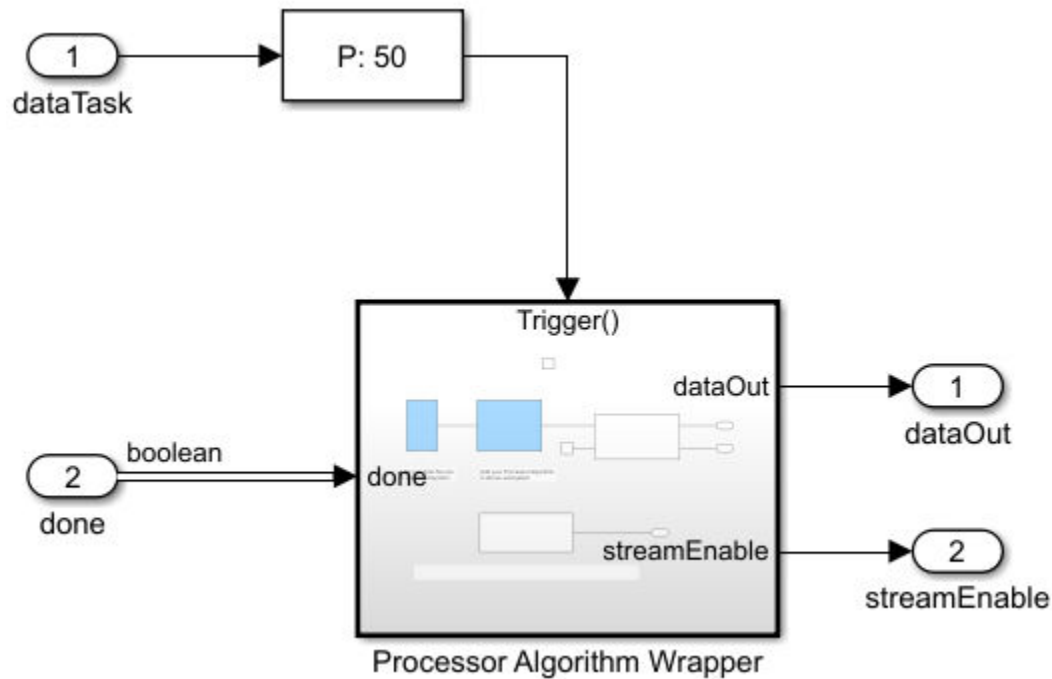 1
dataTask
P: 50
Trigger()
dataOut
1
dataOut
boolean
2
done
done
streamEnable
2
streamEnable
Processor Algorithm Wrapper